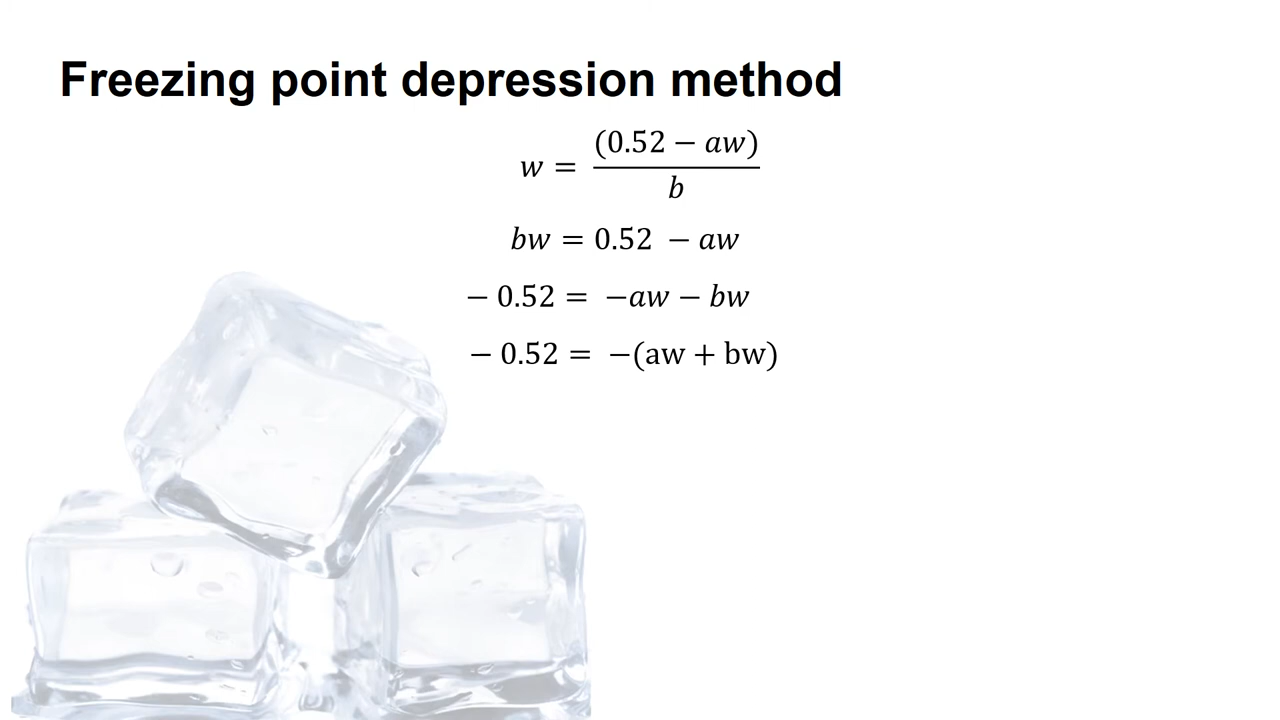 Freezing point depression method
w = (0.52 − aw) / b
bw = 0.52 − aw
− 0.52 = −aw − bw
− 0.52 = −(aw + bw)